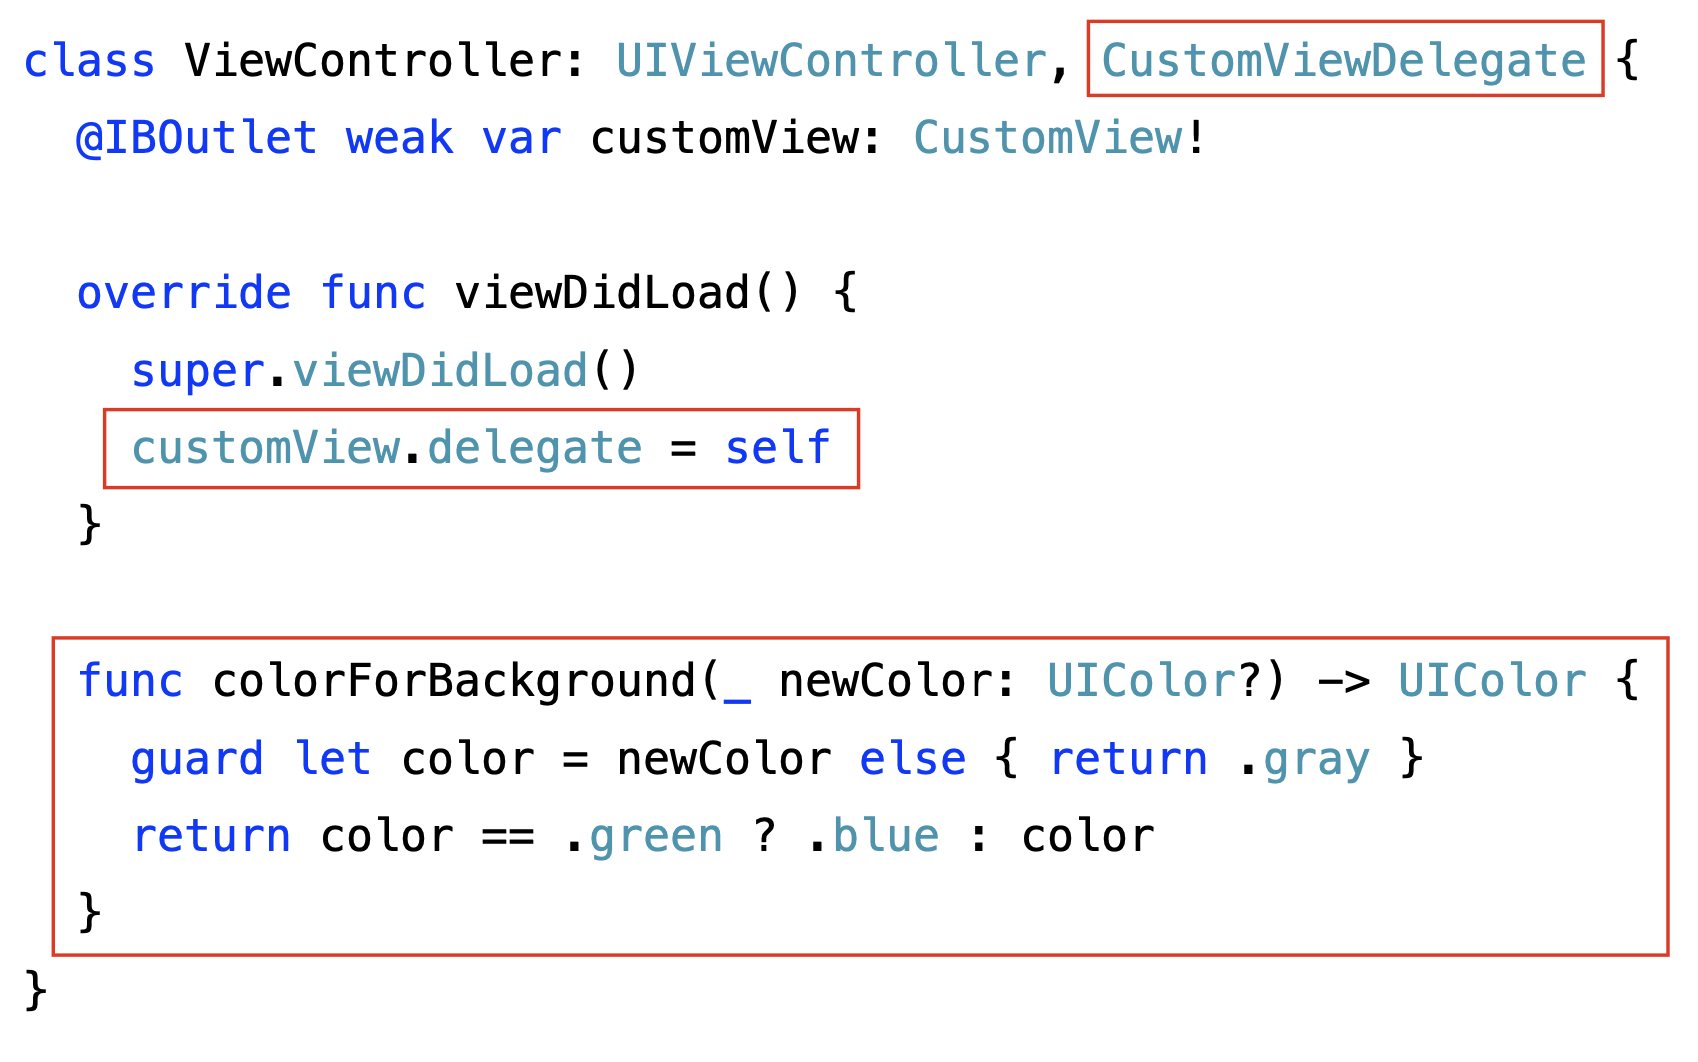 class ViewController: UIViewController, CustomViewDelegate {
  @IBOutlet weak var customView: CustomView!
  override func viewDidLoad() {
    super.viewDidLoad()
    customView.delegate = self
  }
  func colorForBackground(_ newColor: UIColor?) -> UIColor {
    guard let color = newColor else { return .gray }
    return color == .green ? .blue : color
  }
}